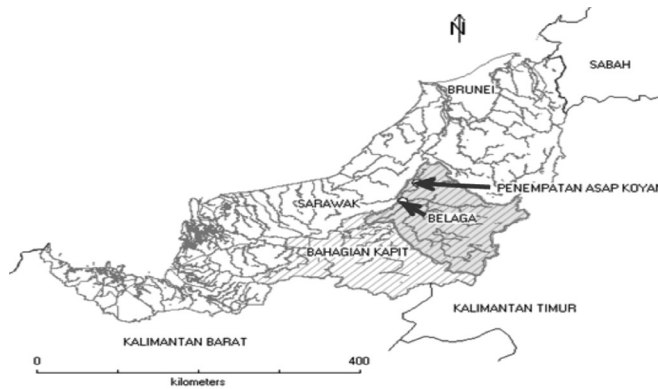 N
SABAH
BRUNEI
PENEMPATAN ASAP KOYAN
SARAWAK
BELAGA
BAHAGIAN KAPIT
KALIMANTAN TIMUR
KALIMANTAN BARAT
0 400
kilometers